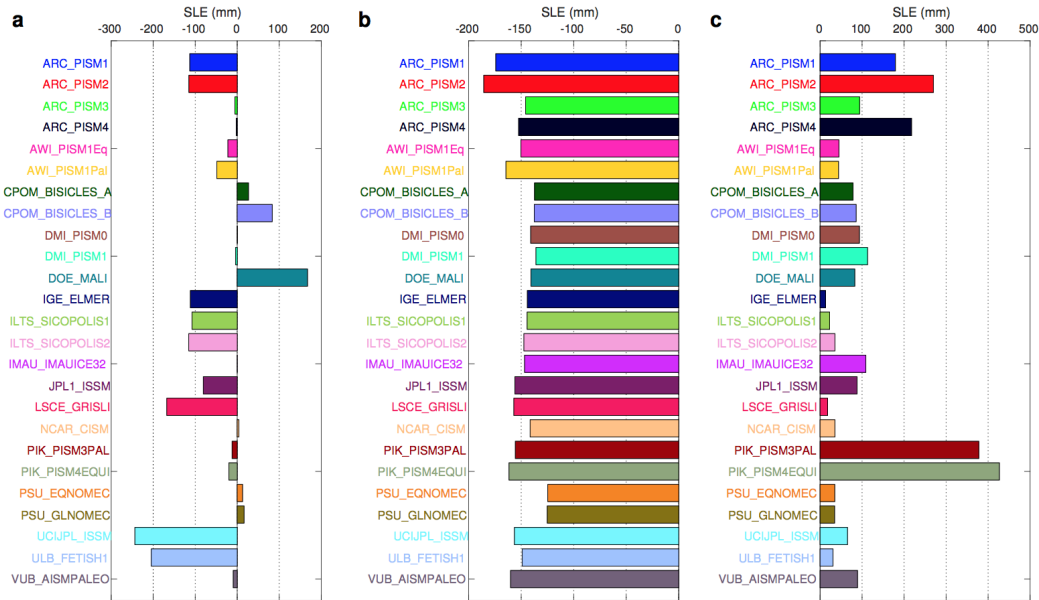 a
SLE (mm)
-300 -200 -100 0 100 200
ARC_PISM1
ARC_PISM2
ARC_PISM3
ARC_PISM4
AWI_PISM1Eq
AWI_PISM1Pal
CPOM_BISICLES_A
CPOM_BISICLES_B
DMI_PISM0
DMI_PISM1
DOE_MALI
IGE_ELMER
ILTS_SICOPOLIS1
ILTS_SICOPOLIS2
IMAU_IMAUICE32
JPL1_ISSM
LSCE_GRISLI
NCAR_CISM
PIK_PISM3PAL
PIK_PISM4EQUI
PSU_EQNOMEC
PSU_GLNOMEC
UCIJPL_ISSM
ULB_FETISH1
VUB_AISMPALEO
b
SLE (mm)
-200 -150 -100 -50 0
ARC_PISM1
ARC_PISM2
ARC_PISM3
ARC_PISM4
AWI_PISM1Eq
AWI_PISM1Pal
CPOM_BISICLES_A
CPOM_BISICLES_B
DMI_PISM0
DMI_PISM1
DOE_MALI
IGE_ELMER
ILTS_SICOPOLIS1
ILTS_SICOPOLIS2
IMAU_IMAUICE32
JPL1_ISSM
LSCE_GRISLI
NCAR_CISM
PIK_PISM3PAL
PIK_PISM4EQUI
PSU_EQNOMEC
PSU_GLNOMEC
UCIJPL_ISSM
ULB_FETISH1
VUB_AISMPALEO
c
SLE (mm)
0 100 200 300 400 500
ARC_PISM1
ARC_PISM2
ARC_PISM3
ARC_PISM4
AWI_PISM1Eq
AWI_PISM1Pal
CPOM_BISICLES_A
CPOM_BISICLES_B
DMI_PISM0
DMI_PISM1
DOE_MALI
IGE_ELMER
ILTS_SICOPOLIS1
ILTS_SICOPOLIS2
IMAU_IMAUICE32
JPL1_ISSM
LSCE_GRISLI
NCAR_CISM
PIK_PISM3PAL
PIK_PISM4EQUI
PSU_EQNOMEC
PSU_GLNOMEC
UCIJPL_ISSM
ULB_FETISH1
VUB_AISMPALEO